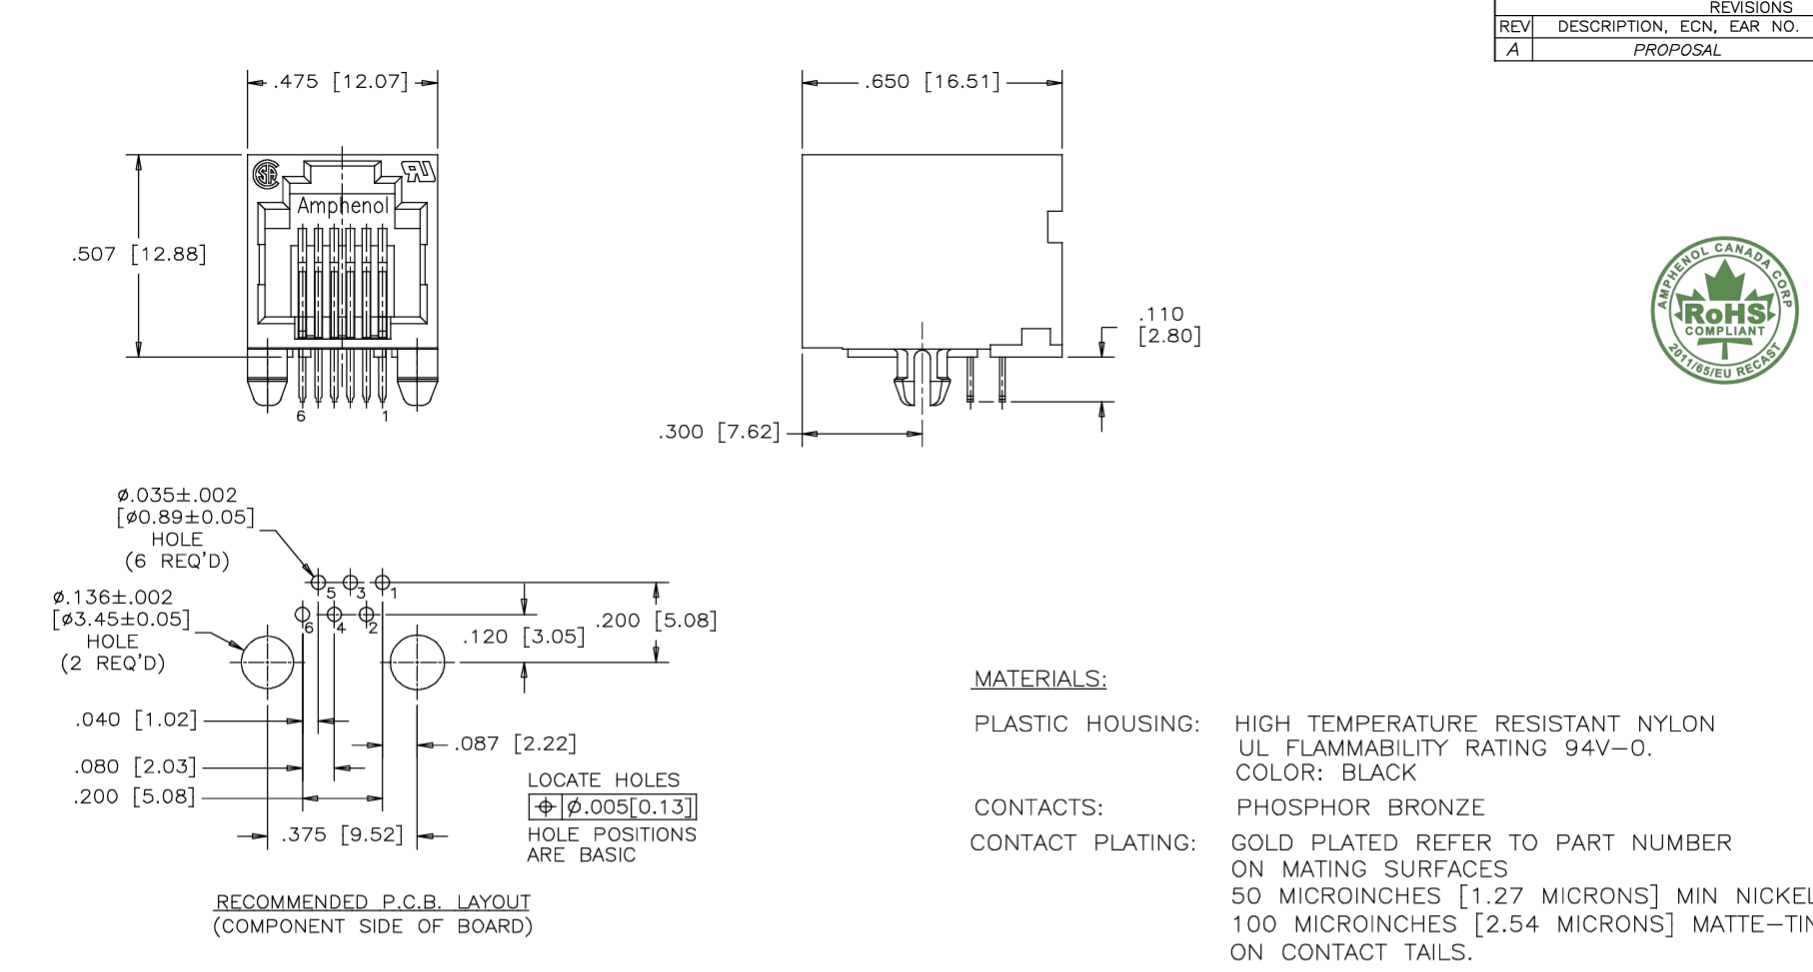 REVISIONS
REV DESCRIPTION, ECN, EAR NO.
A PROPOSAL
.475 [12.07]
.650 [16.51]
Amphenol
.507 [12.88]
.110
[2.80]
6 1
.300 [7.62]
AMPHENOL CANADA CORP
RoHS
COMPLIANT
2011/65/EU RECAST
ø.035±.002
[ø0.89±0.05]
HOLE
(6 REQ'D)
5 3 1
ø.136±.002
[ø3.45±0.05]
HOLE
(2 REQ'D)
6 4 2
.120 [3.05]
.200 [5.08]
.040 [1.02]
.087 [2.22]
.080 [2.03]
.200 [5.08]
.375 [9.52]
LOCATE HOLES
⌖ ø.005[0.13]
HOLE POSITIONS
ARE BASIC
RECOMMENDED P.C.B. LAYOUT
(COMPONENT SIDE OF BOARD)
MATERIALS:
PLASTIC HOUSING: HIGH TEMPERATURE RESISTANT NYLON
UL FLAMMABILITY RATING 94V-0.
COLOR: BLACK
CONTACTS: PHOSPHOR BRONZE
CONTACT PLATING: GOLD PLATED REFER TO PART NUMBER
ON MATING SURFACES
50 MICROINCHES [1.27 MICRONS] MIN NICKEL
100 MICROINCHES [2.54 MICRONS] MATTE-TIN
ON CONTACT TAILS.